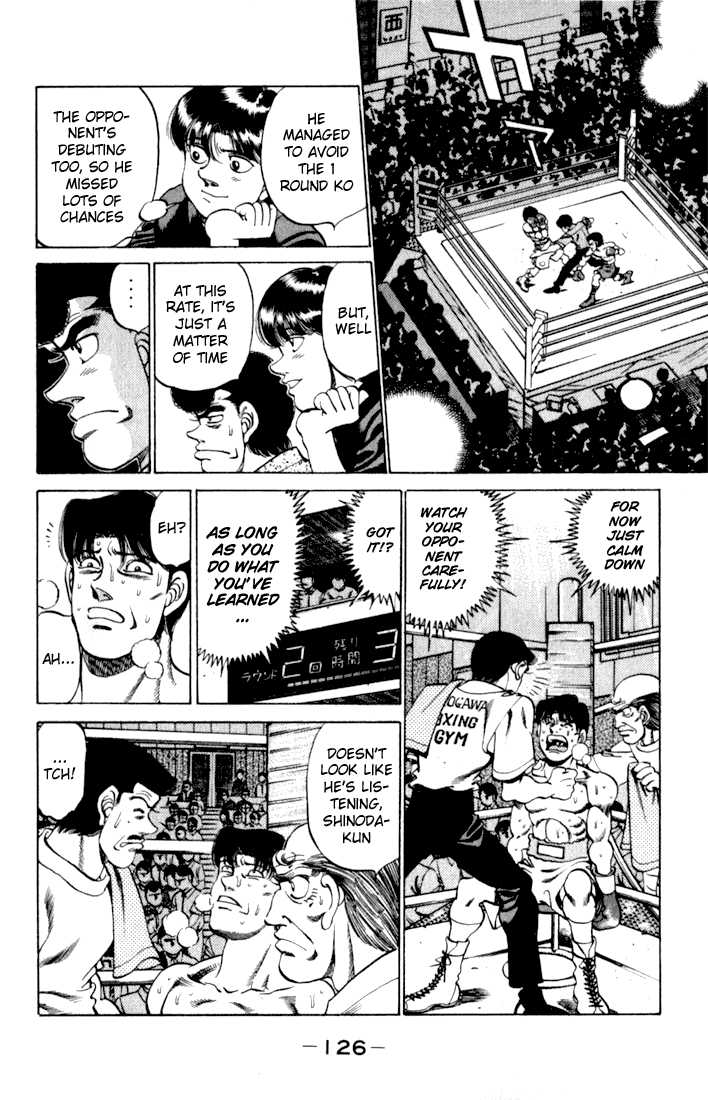 西
WEST
カ
ー
HE
MANAGED
TO AVOID
THE 1
ROUND KO
THE OPPO-
NENT'S
DEBUTING
TOO, SO HE
MISSED
LOTS OF
CHANCES
BUT,
WELL
AT THIS
RATE, IT'S
JUST A
MATTER
OF TIME
....
FOR
NOW
JUST
CALM
DOWN
WATCH
YOUR
OPPO-
NENT
CARE-
FULLY!
OGAWA
OXING
GYM
GOT
IT!?
AS LONG
AS YOU
DO WHAT
YOU'VE
LEARNED
...
ラウンド 2回 残り時間 3
EH?
AH...
DOESN'T
LOOK LIKE
HE'S LIS-
TENING,
SHINODA-
KUN
...
TCH!
-126-